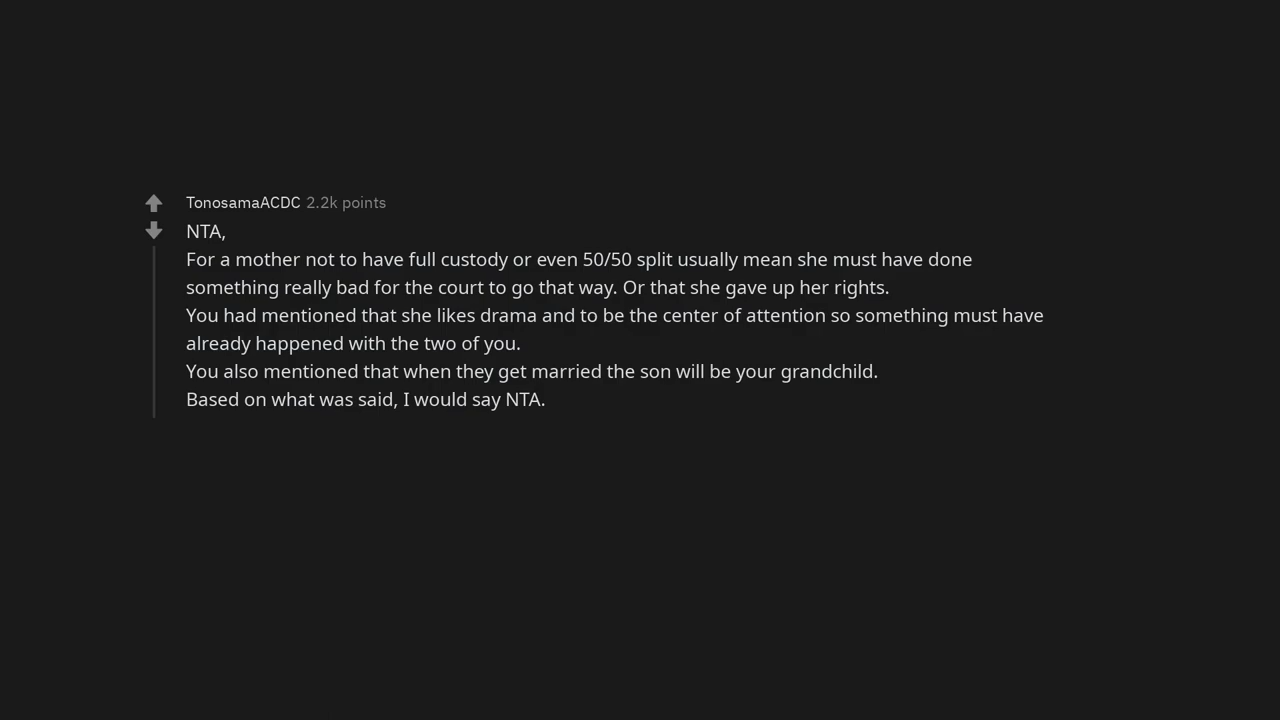 TonosamaACDC 2.2k points
NTA,
For a mother not to have full custody or even 50/50 split usually mean she must have done
something really bad for the court to go that way. Or that she gave up her rights.
You had mentioned that she likes drama and to be the center of attention so something must have
already happened with the two of you.
You also mentioned that when they get married the son will be your grandchild.
Based on what was said, I would say NTA.